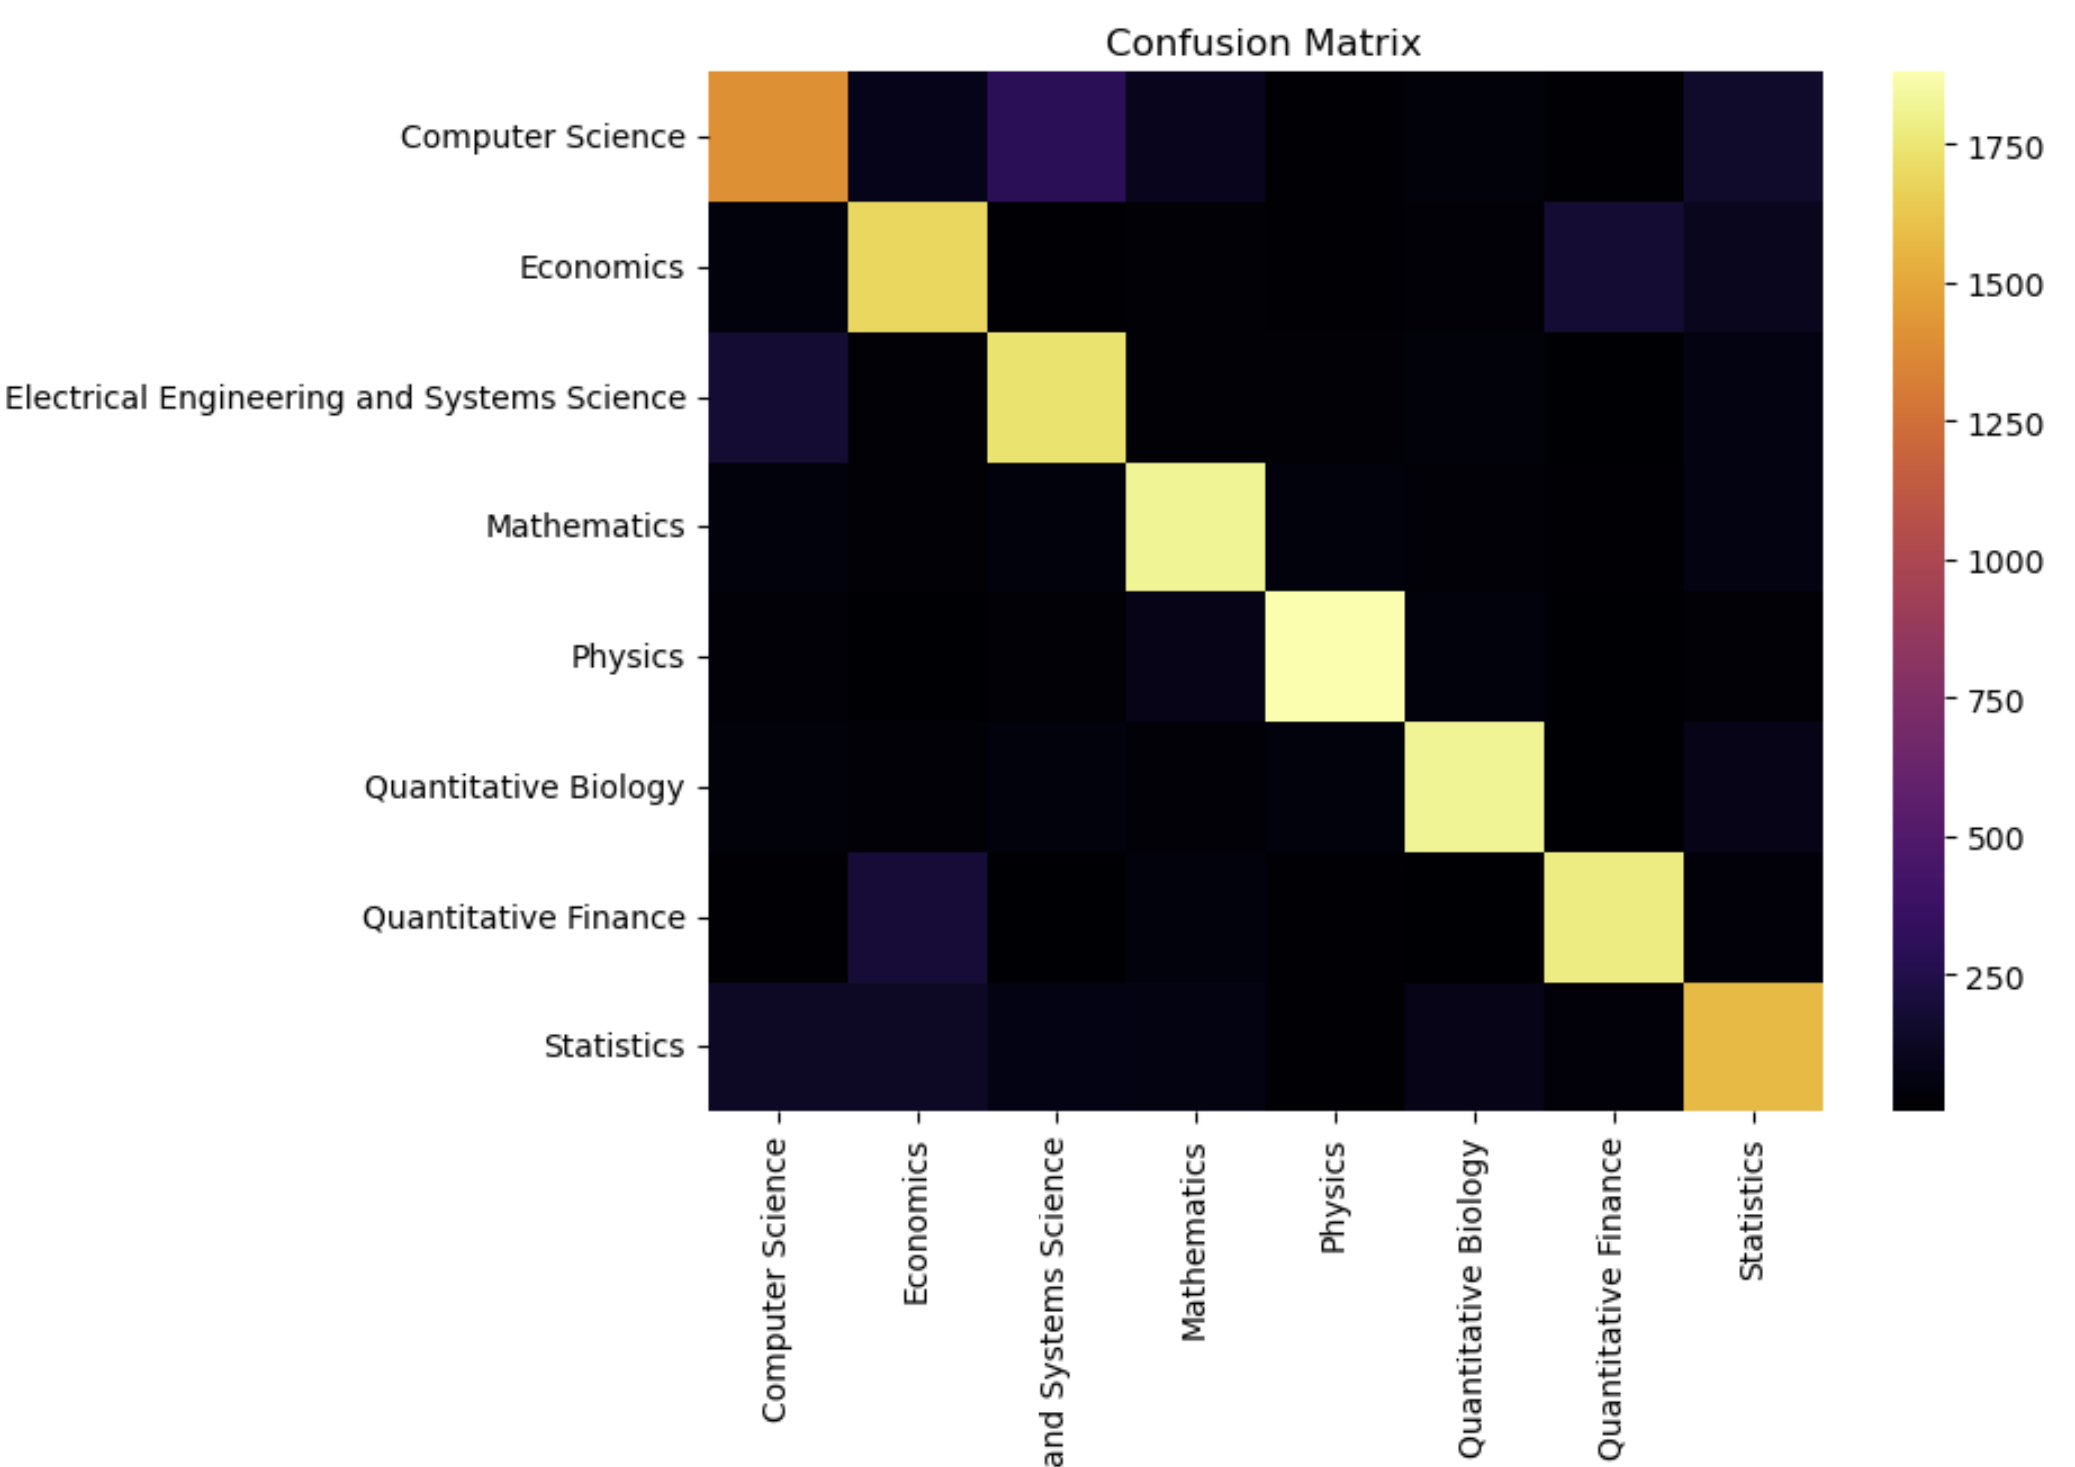 Confusion Matrix
Computer Science
Economics
Electrical Engineering and Systems Science
Mathematics
Physics
Quantitative Biology
Quantitative Finance
Statistics
Computer Science
Economics
and Systems Science
Mathematics
Physics
Quantitative Biology
Quantitative Finance
Statistics
1750
1500
1250
1000
750
500
250